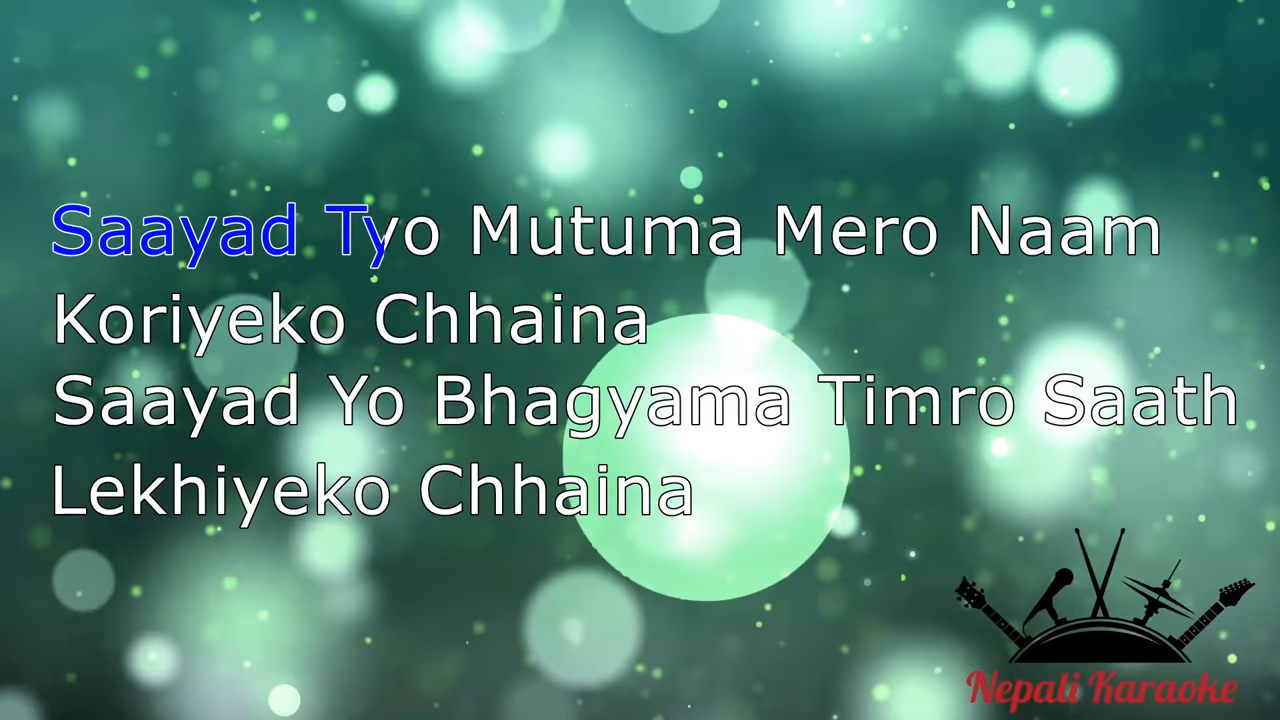 Saayad Tyo Mutuma Mero Naam
Koriyeko Chhaina
Saayad Yo Bhagyama Timro Saath
Lekhiyeko Chhaina
Nepali Karaoke